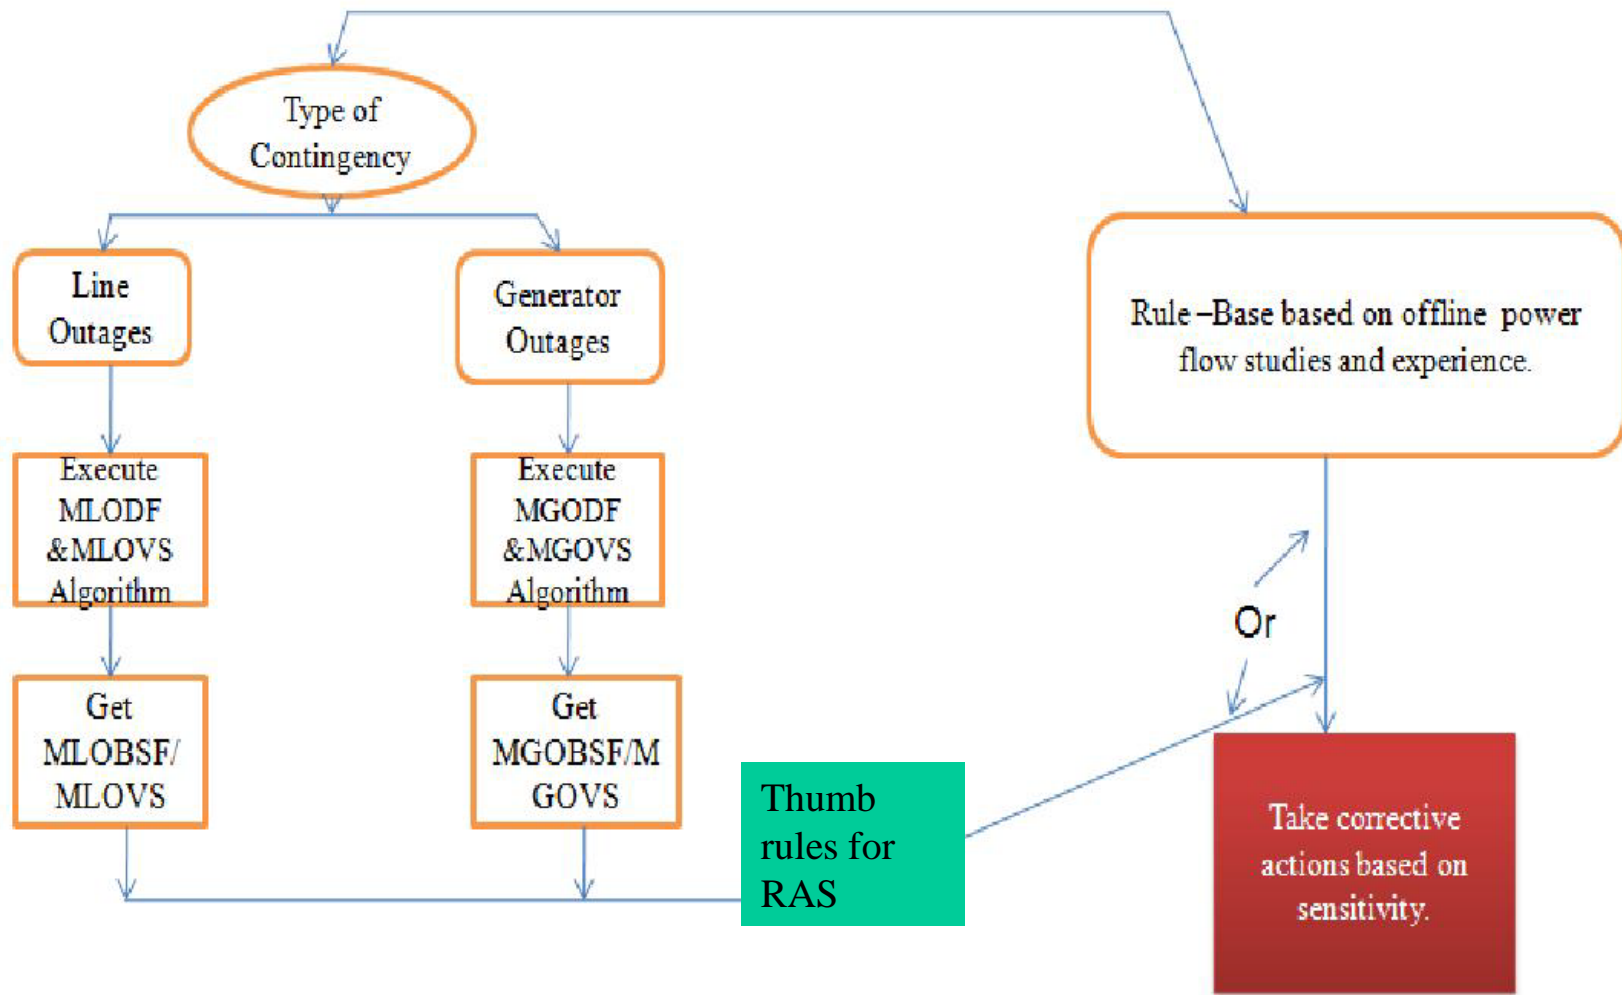 Type of
Contingency
Line
Outages
Generator
Outages
Rule –Base based on offline power
flow studies and experience.
Execute
MLODF
&MLOVS
Algorithm
Execute
MGODF
&MGOVS
Algorithm
Or
Get
MLOBSF/
MLOVS
Get
MGOBSF/M
GOVS
Thumb
rules for
RAS
Take corrective
actions based on
sensitivity.